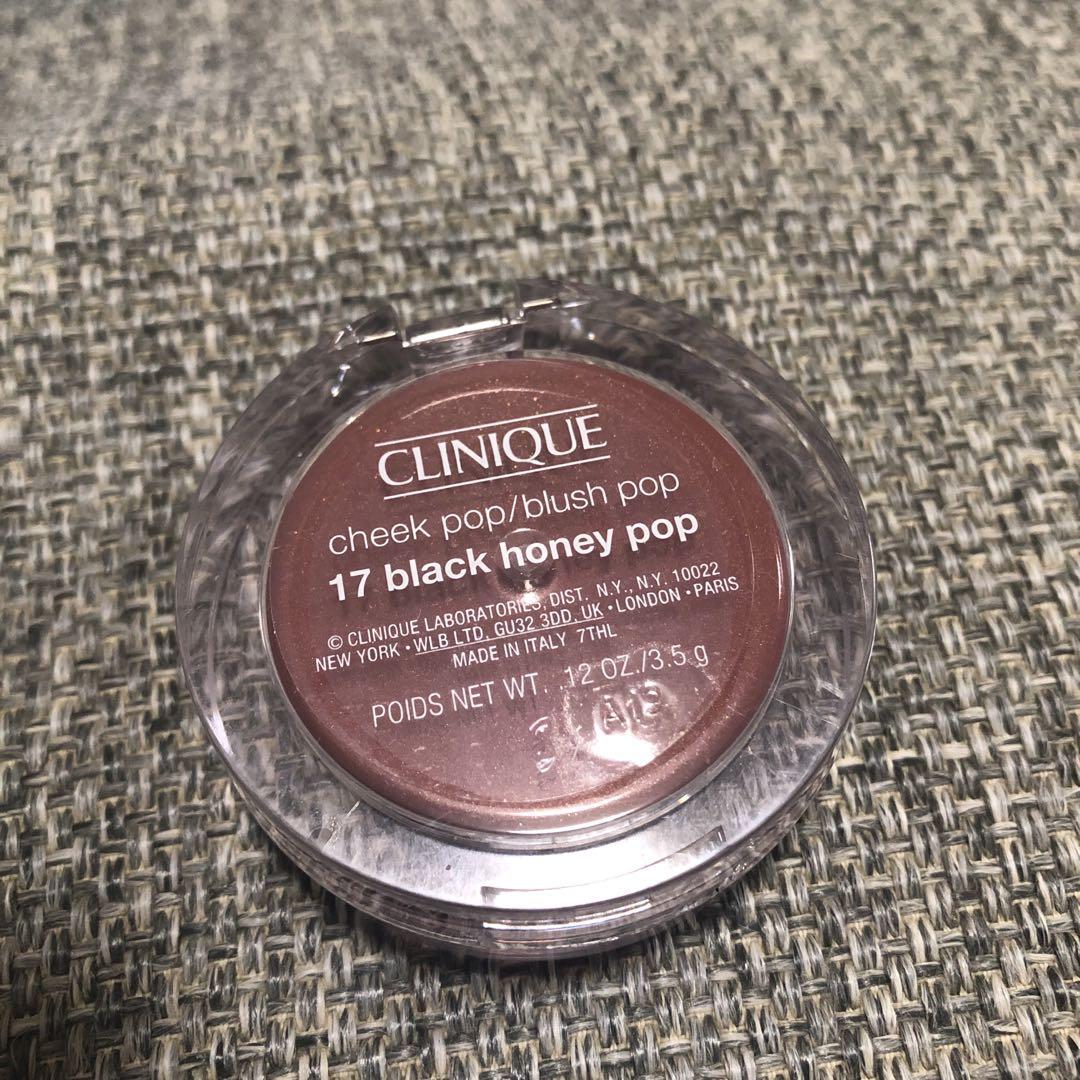 CLINIQUE
cheek pop/blush pop
17 black honey pop
© CLINIQUE LABORATORIES, DIST. N.Y., N.Y. 10022
NEW YORK • WLB LTD, GU32 3DD, UK • LONDON • PARIS
MADE IN ITALY 7THL
POIDS NET WT. .12 OZ./3.5 g